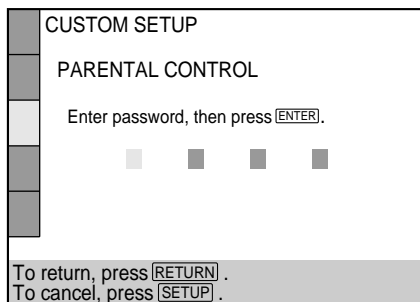 CUSTOM SETUP
PARENTAL CONTROL
Enter password, then press ENTER.
To return, press RETURN .
To cancel, press SETUP .